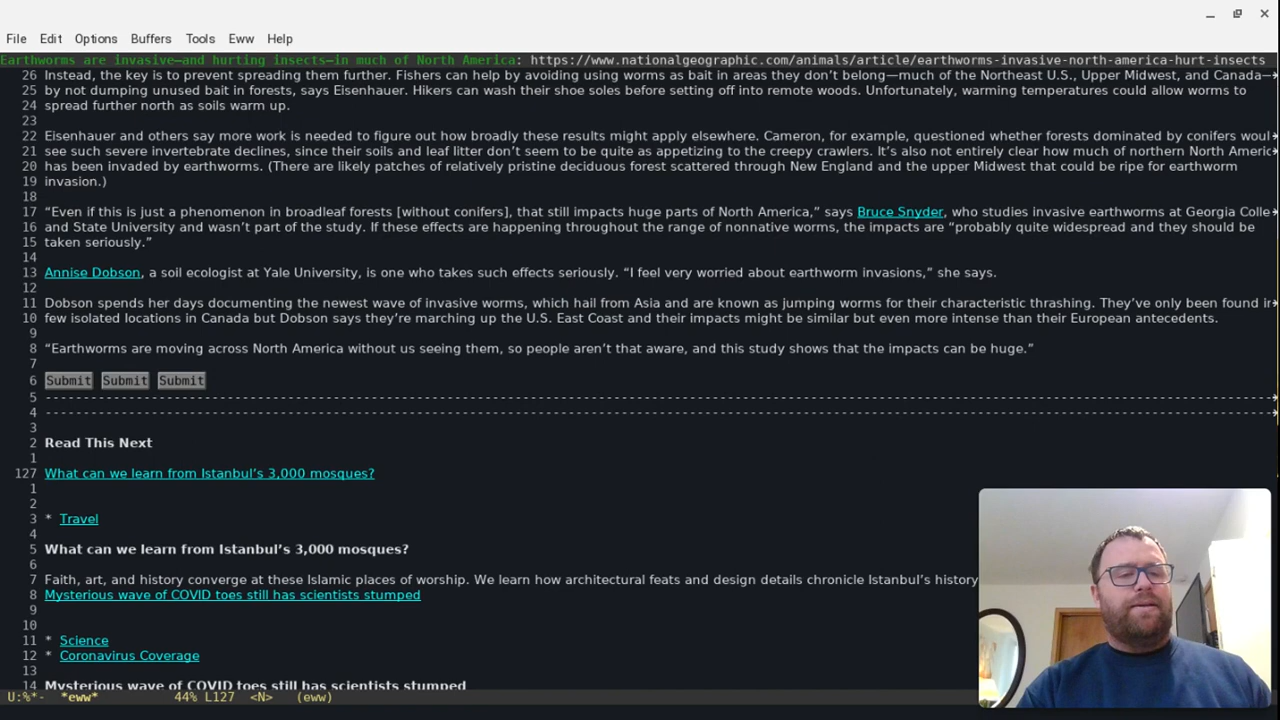 File Edit Options Buffers Tools Eww Help
Earthworms are invasive—and hurting insects—in much of North America: https://www.nationalgeographic.com/animals/article/earthworms-invasive-north-america-hurt-insects
26 Instead, the key is to prevent spreading them further. Fishers can help by avoiding using worms as bait in areas they don’t belong—much of the Northeast U.S., Upper Midwest, and Canada—
25 by not dumping unused bait in forests, says Eisenhauer. Hikers can wash their shoe soles before setting off into remote woods. Unfortunately, warming temperatures could allow worms to
24 spread further north as soils warm up.
23
22 Eisenhauer and others say more work is needed to figure out how broadly these results might apply elsewhere. Cameron, for example, questioned whether forests dominated by conifers woul
21 see such severe invertebrate declines, since their soils and leaf litter don’t seem to be quite as appetizing to the creepy crawlers. It’s also not entirely clear how much of northern North Americ
20 has been invaded by earthworms. (There are likely patches of relatively pristine deciduous forest scattered through New England and the upper Midwest that could be ripe for earthworm
19 invasion.)
18
17 “Even if this is just a phenomenon in broadleaf forests [without conifers], that still impacts huge parts of North America,” says Bruce Snyder, who studies invasive earthworms at Georgia Colle
16 and State University and wasn’t part of the study. If these effects are happening throughout the range of nonnative worms, the impacts are “probably quite widespread and they should be
15 taken seriously.”
14
13 Annise Dobson, a soil ecologist at Yale University, is one who takes such effects seriously. “I feel very worried about earthworm invasions,” she says.
12
11 Dobson spends her days documenting the newest wave of invasive worms, which hail from Asia and are known as jumping worms for their characteristic thrashing. They’ve only been found i
10 few isolated locations in Canada but Dobson says they’re marching up the U.S. East Coast and their impacts might be similar but even more intense than their European antecedents.
9
8 “Earthworms are moving across North America without us seeing them, so people aren’t that aware, and this study shows that the impacts can be huge.”
7
6 Submit Submit Submit
5 ----------------------------------------------------------------
4 ----------------------------------------------------------------
3
2 Read This Next
1
127 What can we learn from Istanbul’s 3,000 mosques?
1
2
3 * Travel
4
5 What can we learn from Istanbul’s 3,000 mosques?
6
7 Faith, art, and history converge at these Islamic places of worship. We learn how architectural feats and design details chronicle Istanbul’s history
8 Mysterious wave of COVID toes still has scientists stumped
9
10
11 * Science
12 * Coronavirus Coverage
13
14 Mysterious wave of COVID toes still has scientists stumped
U:%*- *eww* 44% L127 <N> (eww)